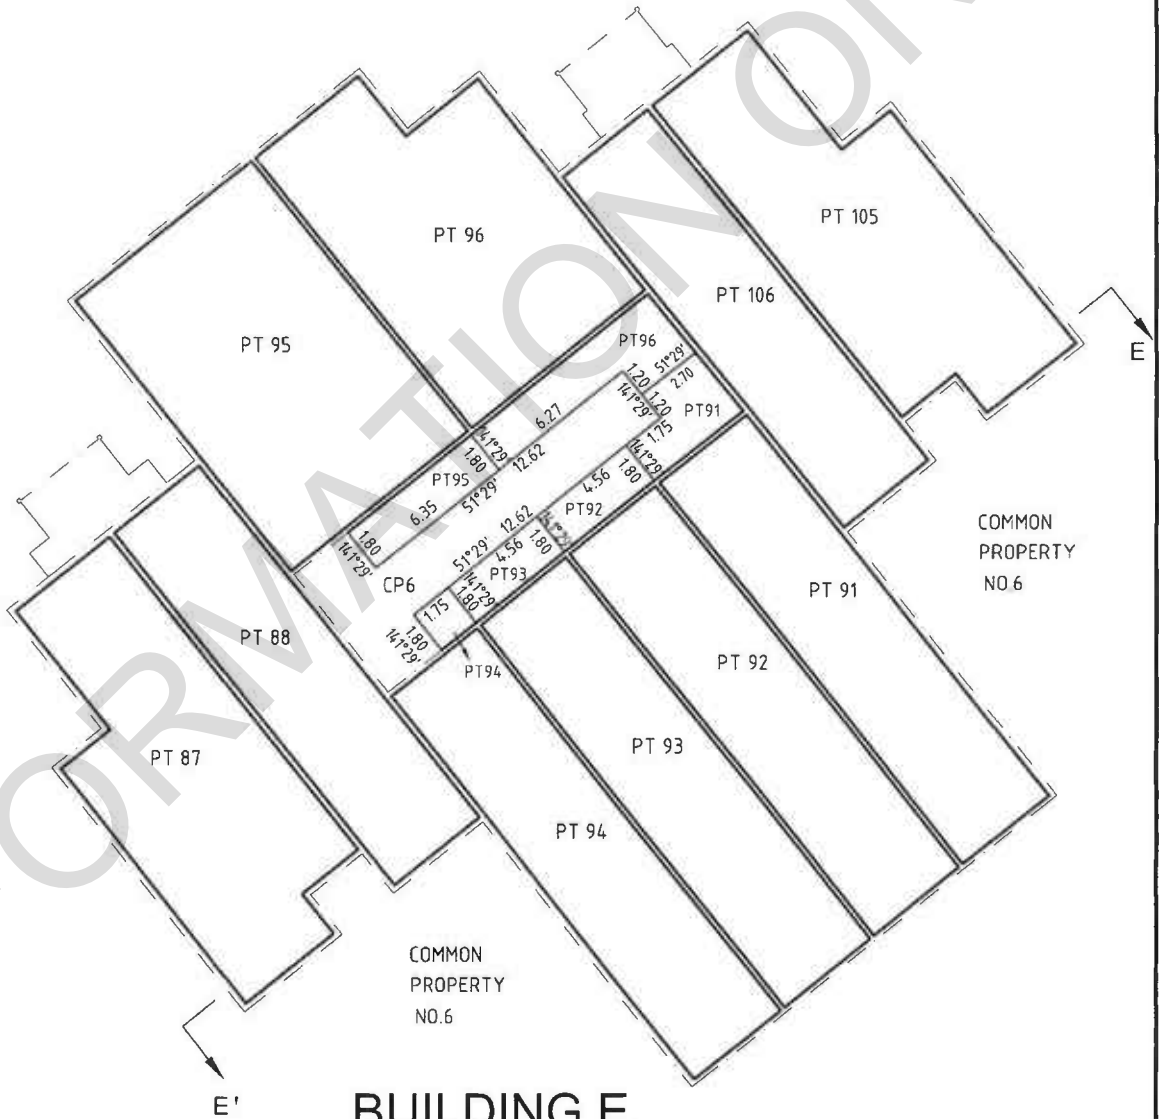 ORMATION ON
PT 105
PT 96
PT 106
PT 95
E
PT96
51°29'
2.70
1.20
1.20
141°29'
PT91
6.27
1.75
141°29'
141°29'
1.80
12.62
PT95
51°29'
6.35
4.56
1.80
PT92
141°29'
1.80
12.62
51°29'
4.56
1.80
PT93
141°29'
1.80
141°29'
CP6
1.75
1.80
141°29'
PT94
COMMON
PROPERTY
NO.6
PT 91
PT 88
PT 92
PT 87
PT 93
PT 94
COMMON
PROPERTY
NO.6
E'
BUILDING E